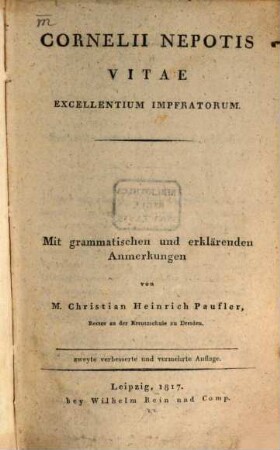 m
CORNELII NEPOTIS
VITAE
EXCELLENTIUM IMPERATORUM.
Mit grammatischen und erklärenden
Anmerkungen
von
M. Christian Heinrich Paufler,
Rector an der Kreuzschule zu Dresden.
zweyte verbesserte und vermehrte Auflage.
Leipzig, 1817.
bey Wilhelm Rein und Comp.